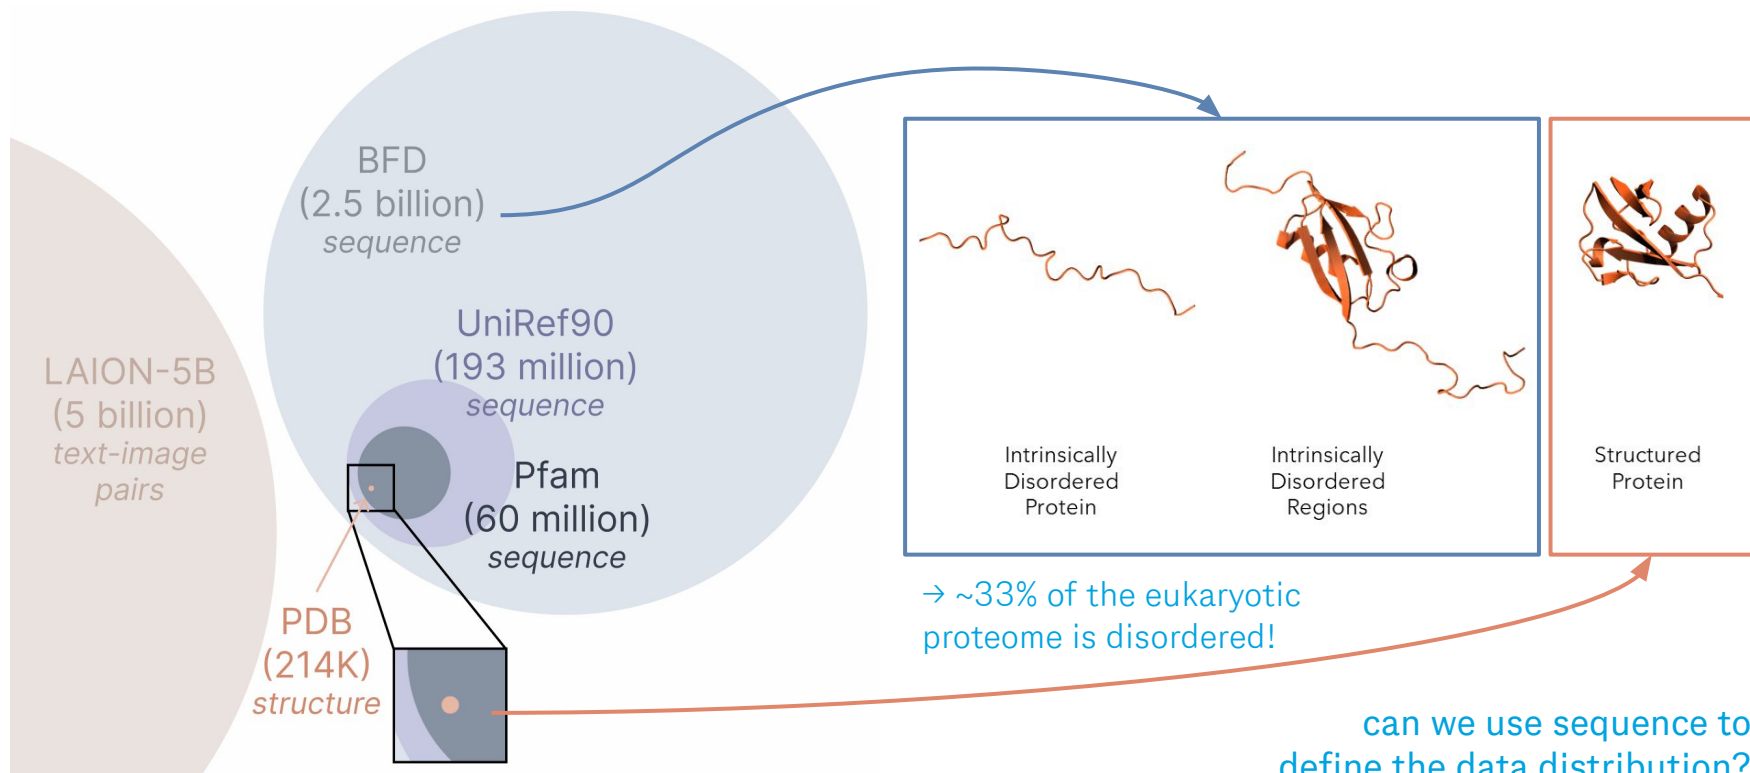 BFD
(2.5 billion)
sequence
UniRef90
(193 million)
sequence
LAION-5B
(5 billion)
text-image
pairs
Pfam
(60 million)
sequence
PDB
(214K)
structure
Intrinsically
Disordered
Protein
Intrinsically
Disordered
Regions
Structured
Protein
→ ~33% of the eukaryotic
proteome is disordered!
can we use sequence to
define the data distribution?